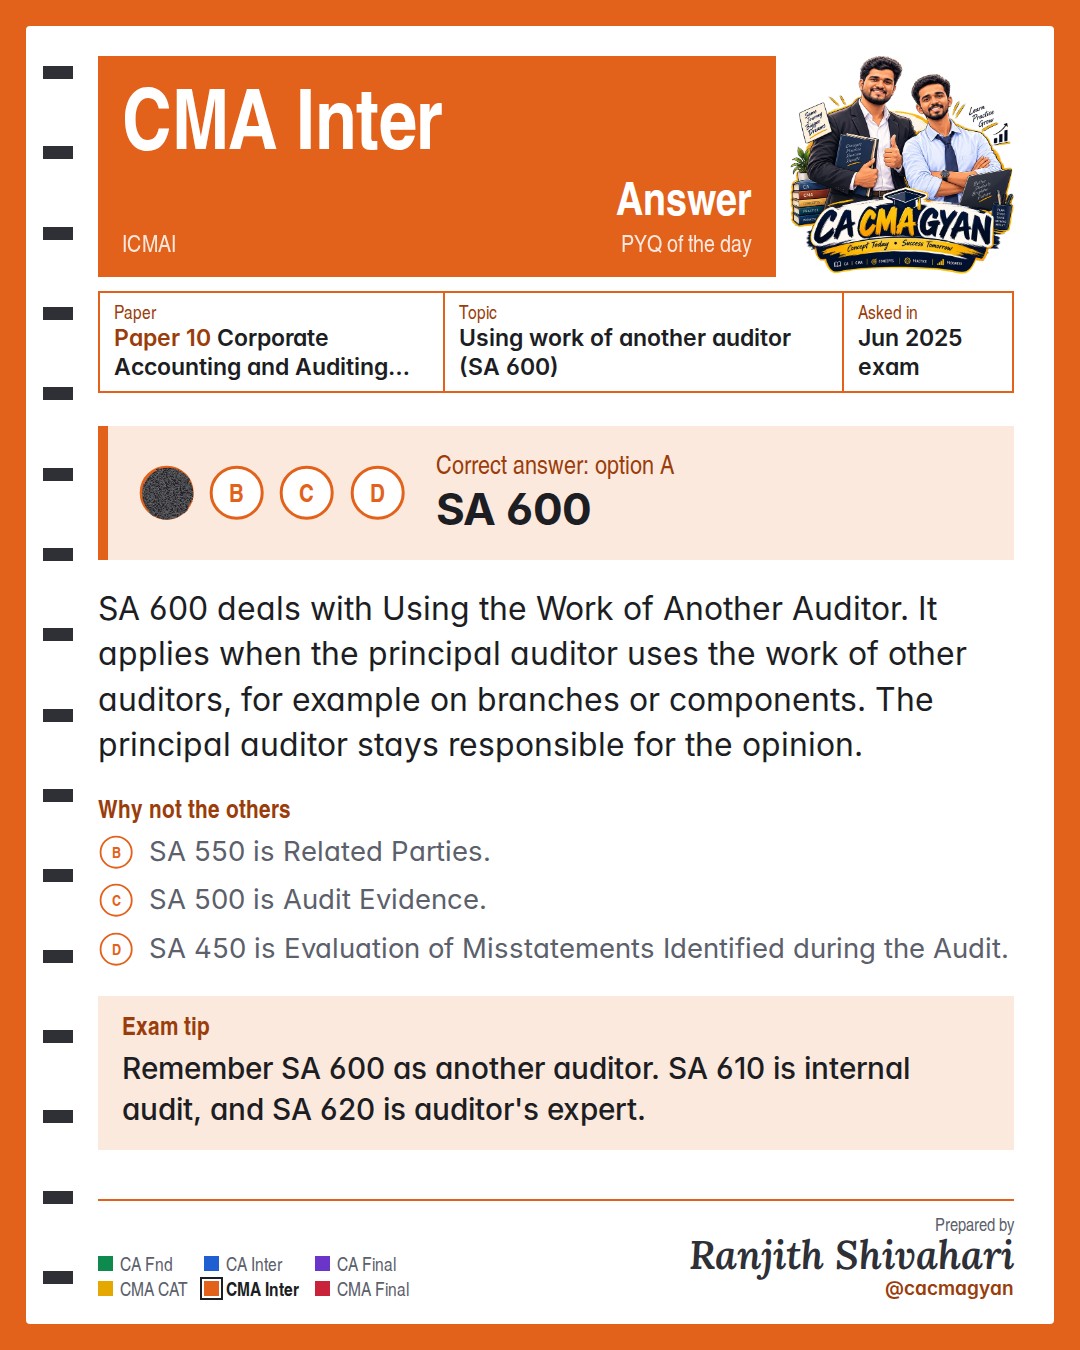 CMA Inter
Answer
ICMAI
PYQ of the day
Learn
Practice
Grow
CA CMA GYAN
Concept Today • Success Tomorrow
Paper
Paper 10 Corporate
Accounting and Auditing...
Topic
Using work of another auditor
(SA 600)
Asked in
Jun 2025
exam
B
C
D
Correct answer: option A
SA 600
SA 600 deals with Using the Work of Another Auditor. It
applies when the principal auditor uses the work of other
auditors, for example on branches or components. The
principal auditor stays responsible for the opinion.
Why not the others
B SA 550 is Related Parties.
C SA 500 is Audit Evidence.
D SA 450 is Evaluation of Misstatements Identified during the Audit.
Exam tip
Remember SA 600 as another auditor. SA 610 is internal
audit, and SA 620 is auditor's expert.
CA Fnd
CA Inter
CA Final
CMA CAT
CMA Inter
CMA Final
Prepared by
Ranjith Shivahari
@cacmagyan